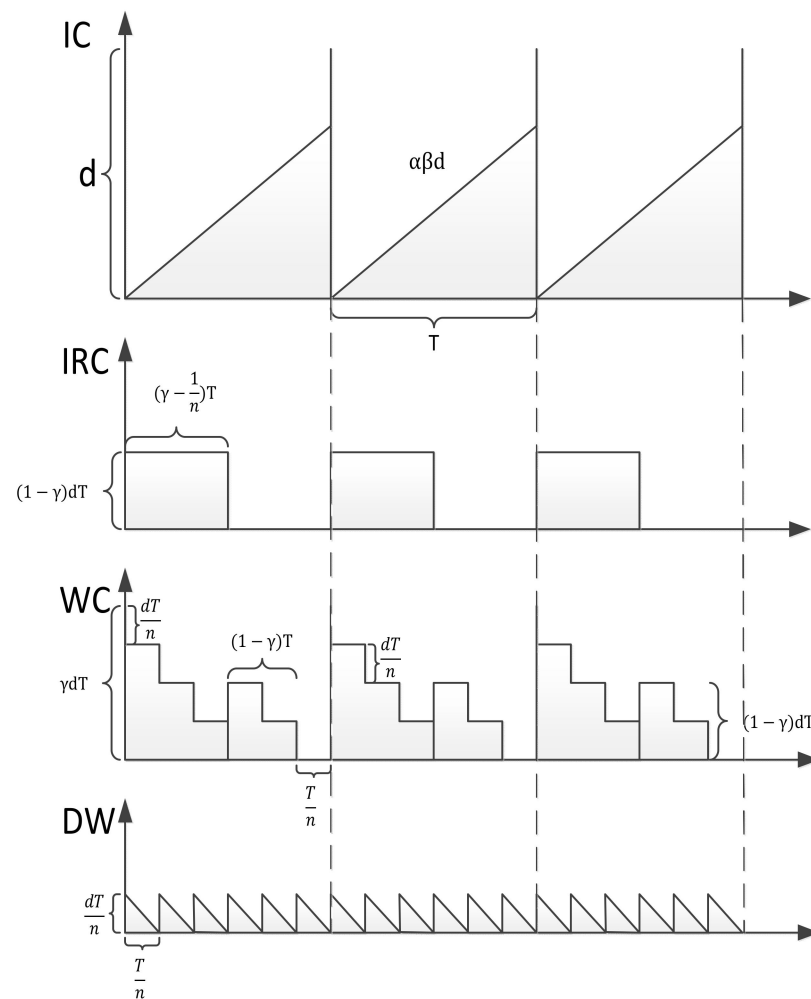 IC
d
αβd
T
IRC
(γ − 1/n)T
(1 − γ)dT
WC
dT/n
(1 − γ)T
dT/n
γdT
(1 − γ)dT
T/n
DW
dT/n
T/n